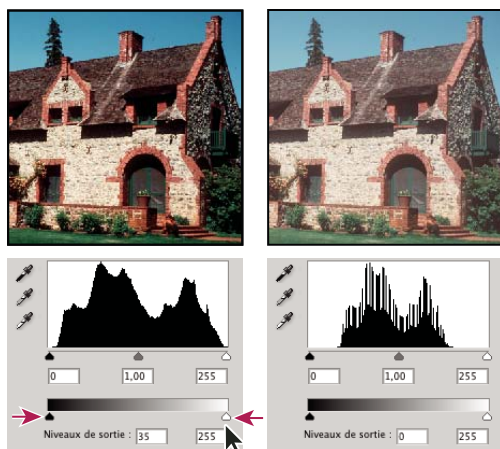 0 1,00 255
Niveaux de sortie : 35 255
0 1,00 255
Niveaux de sortie : 0 255